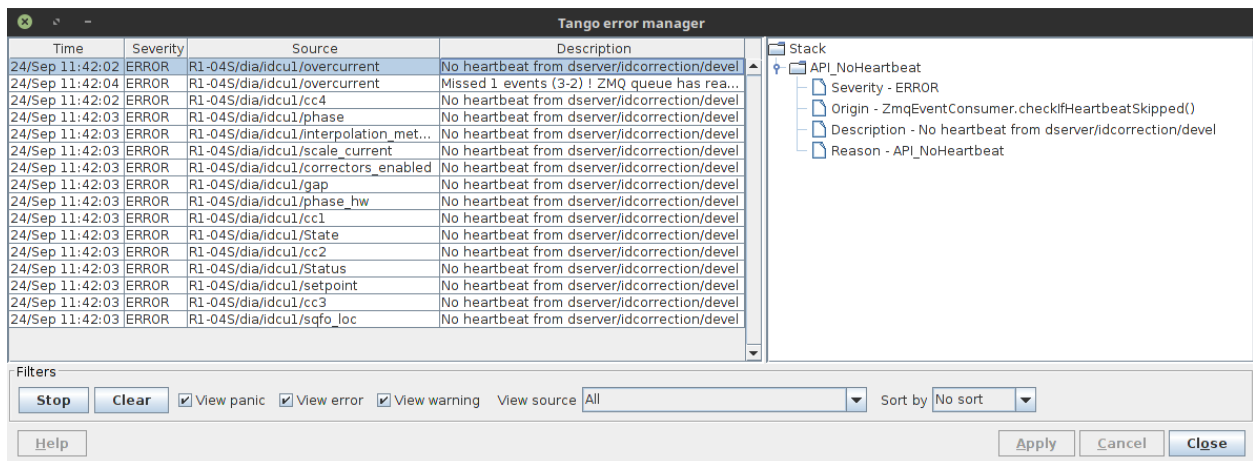 Tango error manager
Time Severity Source Description
24/Sep 11:42:02 ERROR R1-04S/dia/idcu1/overcurrent No heartbeat from dserver/idcorrection/devel
24/Sep 11:42:04 ERROR R1-04S/dia/idcu1/overcurrent Missed 1 events (3-2) ! ZMQ queue has rea...
24/Sep 11:42:02 ERROR R1-04S/dia/idcu1/cc4 No heartbeat from dserver/idcorrection/devel
24/Sep 11:42:03 ERROR R1-04S/dia/idcu1/phase No heartbeat from dserver/idcorrection/devel
24/Sep 11:42:03 ERROR R1-04S/dia/idcu1/interpolation_met... No heartbeat from dserver/idcorrection/devel
24/Sep 11:42:03 ERROR R1-04S/dia/idcu1/scale_current No heartbeat from dserver/idcorrection/devel
24/Sep 11:42:03 ERROR R1-04S/dia/idcu1/correctors_enabled No heartbeat from dserver/idcorrection/devel
24/Sep 11:42:03 ERROR R1-04S/dia/idcu1/gap No heartbeat from dserver/idcorrection/devel
24/Sep 11:42:03 ERROR R1-04S/dia/idcu1/phase_hw No heartbeat from dserver/idcorrection/devel
24/Sep 11:42:03 ERROR R1-04S/dia/idcu1/cc1 No heartbeat from dserver/idcorrection/devel
24/Sep 11:42:03 ERROR R1-04S/dia/idcu1/State No heartbeat from dserver/idcorrection/devel
24/Sep 11:42:03 ERROR R1-04S/dia/idcu1/cc2 No heartbeat from dserver/idcorrection/devel
24/Sep 11:42:03 ERROR R1-04S/dia/idcu1/Status No heartbeat from dserver/idcorrection/devel
24/Sep 11:42:03 ERROR R1-04S/dia/idcu1/setpoint No heartbeat from dserver/idcorrection/devel
24/Sep 11:42:03 ERROR R1-04S/dia/idcu1/cc3 No heartbeat from dserver/idcorrection/devel
24/Sep 11:42:03 ERROR R1-04S/dia/idcu1/sqfo_loc No heartbeat from dserver/idcorrection/devel
Stack
API_NoHeartbeat
Severity - ERROR
Origin - ZmqEventConsumer.checkIfHeartbeatSkipped()
Description - No heartbeat from dserver/idcorrection/devel
Reason - API_NoHeartbeat
Filters
Stop Clear View panic View error View warning View source All Sort by No sort
Help Apply Cancel Close